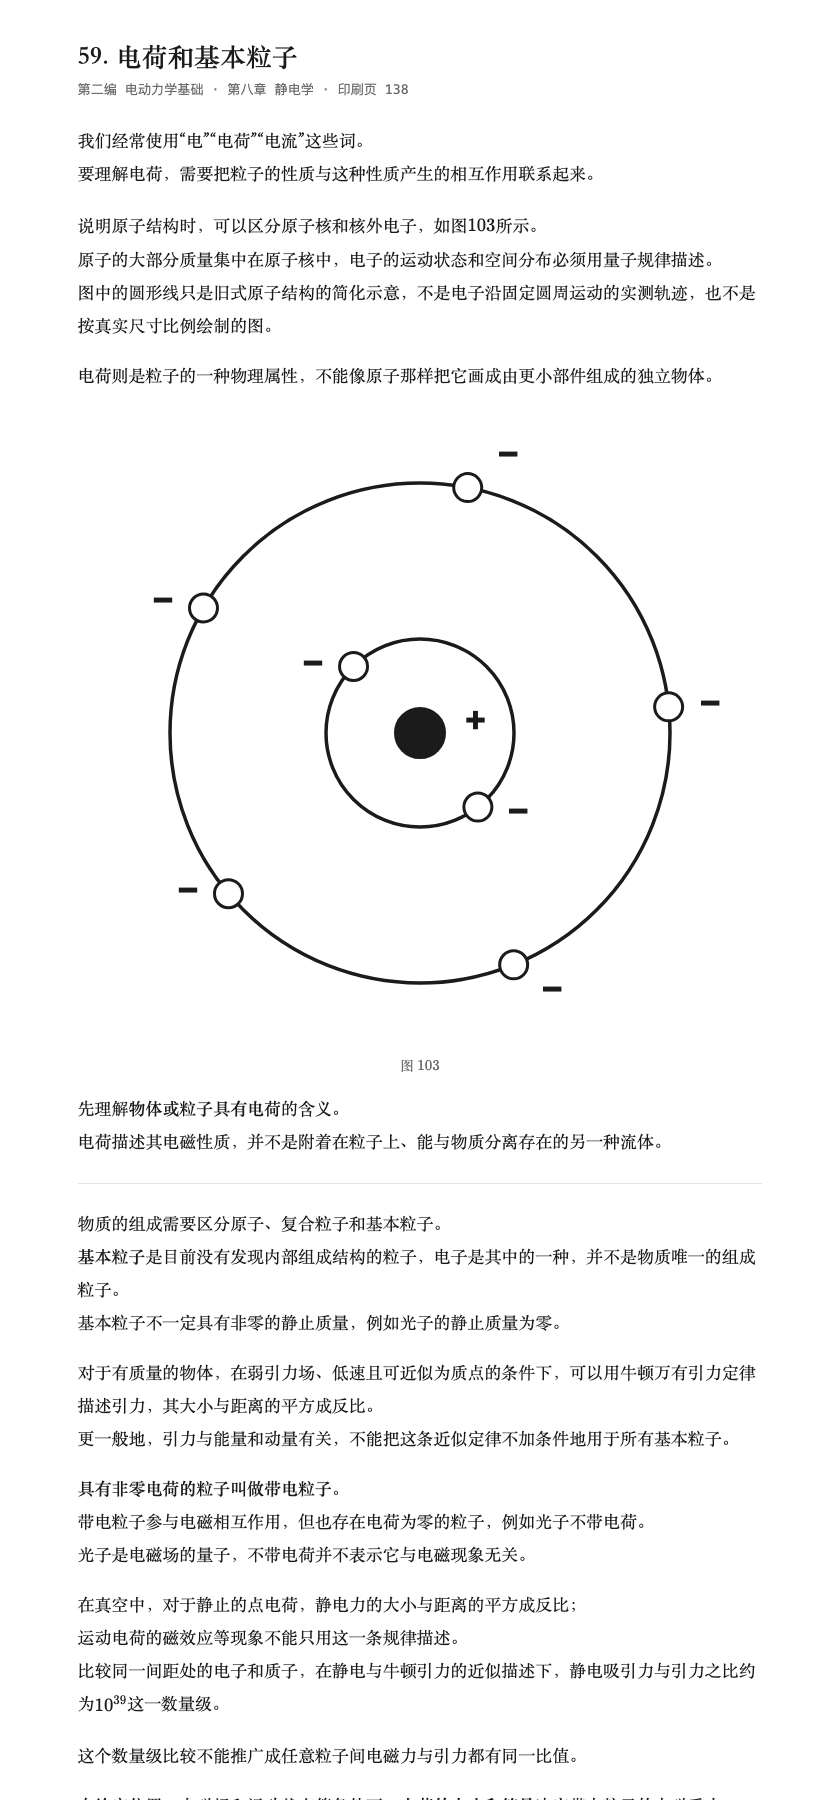 59. 电荷和基本粒子
第二编 电动力学基础 · 第八章 静电学 · 印刷页 138
我们经常使用“电”“电荷”“电流”这些词。
要理解电荷，需要把粒子的性质与这种性质产生的相互作用联系起来。
说明原子结构时，可以区分原子核和核外电子，如图103所示。
原子的大部分质量集中在原子核中，电子的运动状态和空间分布必须用量子规律描述。
图中的圆形线只是旧式原子结构的简化示意，不是电子沿固定圆周运动的实测轨迹，也不是
按真实尺寸比例绘制的图。
电荷则是粒子的一种物理属性，不能像原子那样把它画成由更小部件组成的独立物体。
−
−
−
−
+
−
−
−
图 103
先理解物体或粒子具有电荷的含义。
电荷描述其电磁性质，并不是附着在粒子上、能与物质分离存在的另一种流体。
物质的组成需要区分原子、复合粒子和基本粒子。
基本粒子是目前没有发现内部组成结构的粒子，电子是其中的一种，并不是物质唯一的组成
粒子。
基本粒子不一定具有非零的静止质量，例如光子的静止质量为零。
对于有质量的物体，在弱引力场、低速且可近似为质点的条件下，可以用牛顿万有引力定律
描述引力，其大小与距离的平方成反比。
更一般地，引力与能量和动量有关，不能把这条近似定律不加条件地用于所有基本粒子。
具有非零电荷的粒子叫做带电粒子。
带电粒子参与电磁相互作用，但也存在电荷为零的粒子，例如光子不带电荷。
光子是电磁场的量子，不带电荷并不表示它与电磁现象无关。
在真空中，对于静止的点电荷，静电力的大小与距离的平方成反比；
运动电荷的磁效应等现象不能只用这一条规律描述。
比较同一间距处的电子和质子，在静电与牛顿引力的近似描述下，静电吸引力与引力之比约
为10³⁹这一数量级。
这个数量级比较不能推广成任意粒子间电磁力与引力都有同一比值。